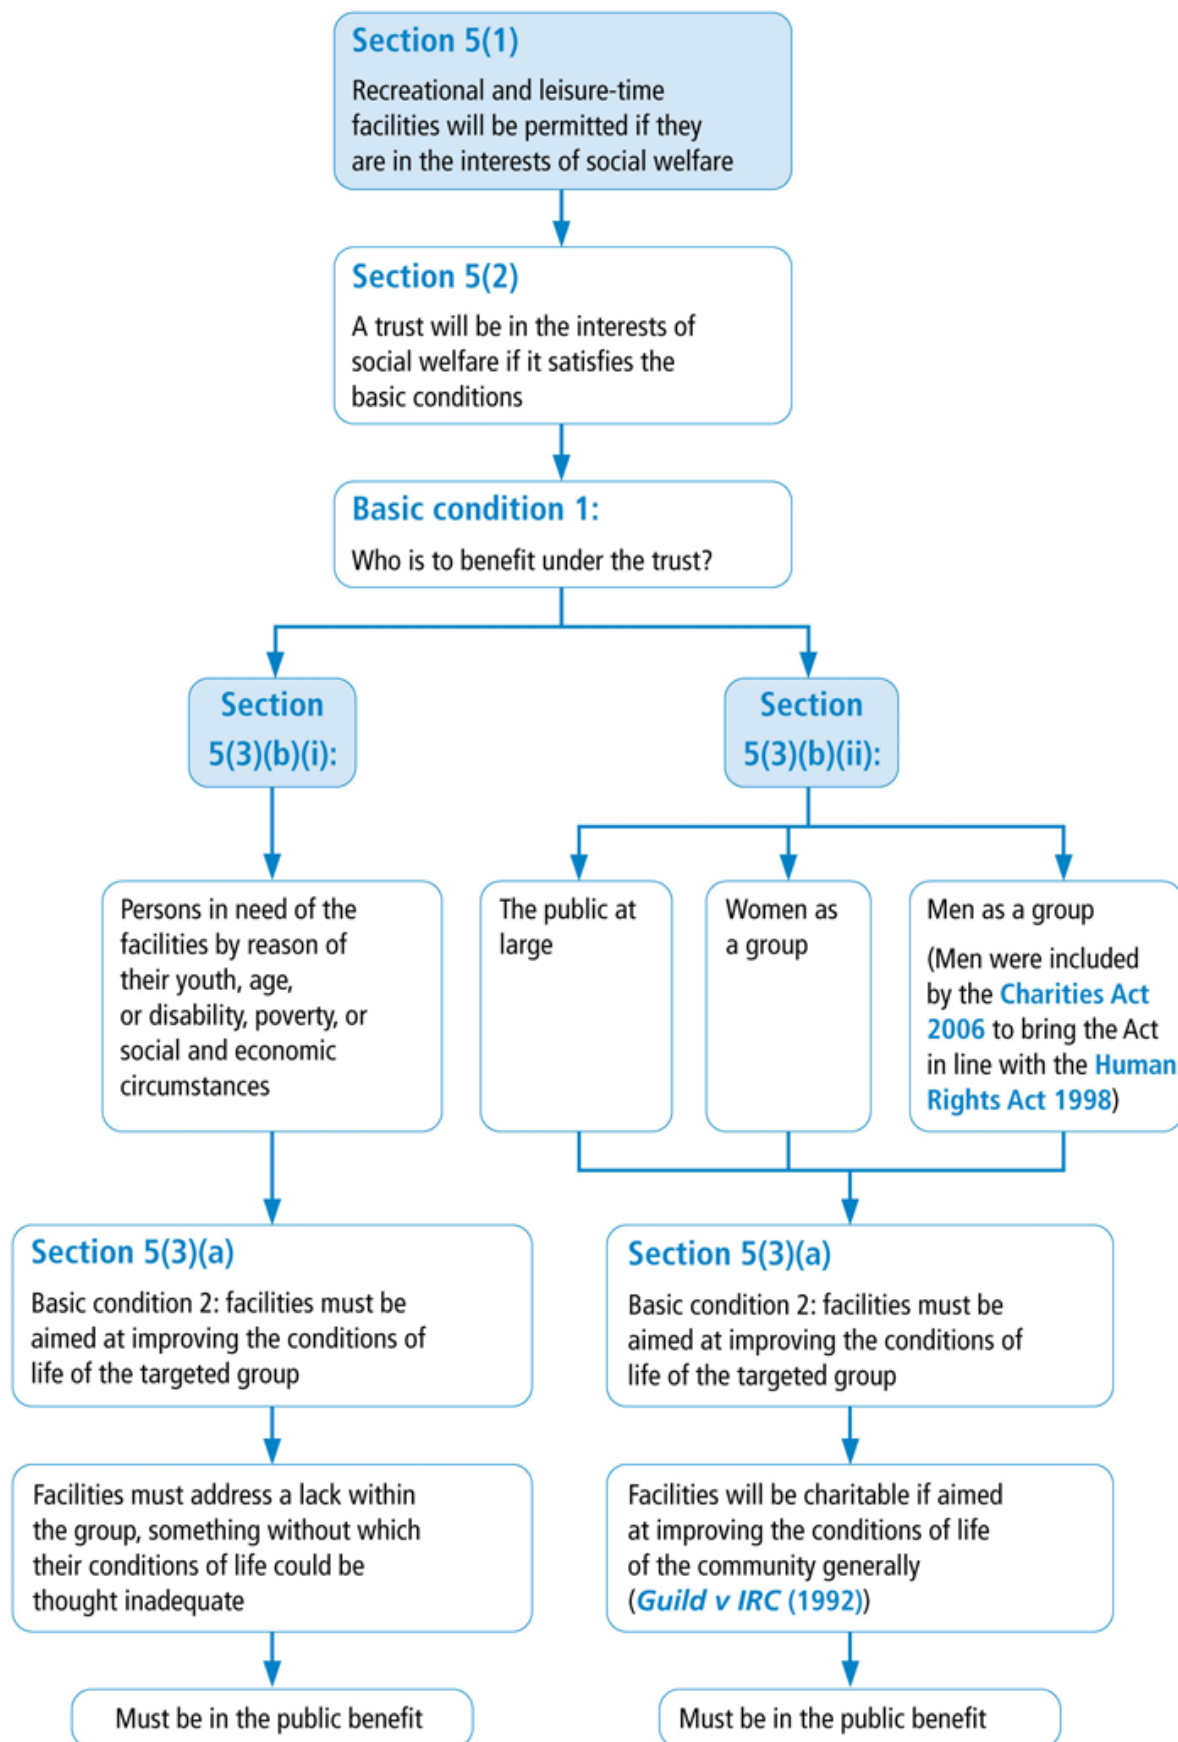 Section 5(1)
Recreational and leisure-time
facilities will be permitted if they
are in the interests of social welfare
Section 5(2)
A trust will be in the interests of
social welfare if it satisfies the
basic conditions
Basic condition 1:
Who is to benefit under the trust?
Section
5(3)(b)(i):
Section
5(3)(b)(ii):
Persons in need of the
facilities by reason of
their youth, age,
or disability, poverty, or
social and economic
circumstances
The public at
large
Women as
a group
Men as a group
(Men were included
by the Charities Act
2006 to bring the Act
in line with the Human
Rights Act 1998)
Section 5(3)(a)
Basic condition 2: facilities must be
aimed at improving the conditions of
life of the targeted group
Section 5(3)(a)
Basic condition 2: facilities must be
aimed at improving the conditions of
life of the targeted group
Facilities must address a lack within
the group, something without which
their conditions of life could be
thought inadequate
Facilities will be charitable if aimed
at improving the conditions of life
of the community generally
(Guild v IRC (1992))
Must be in the public benefit
Must be in the public benefit